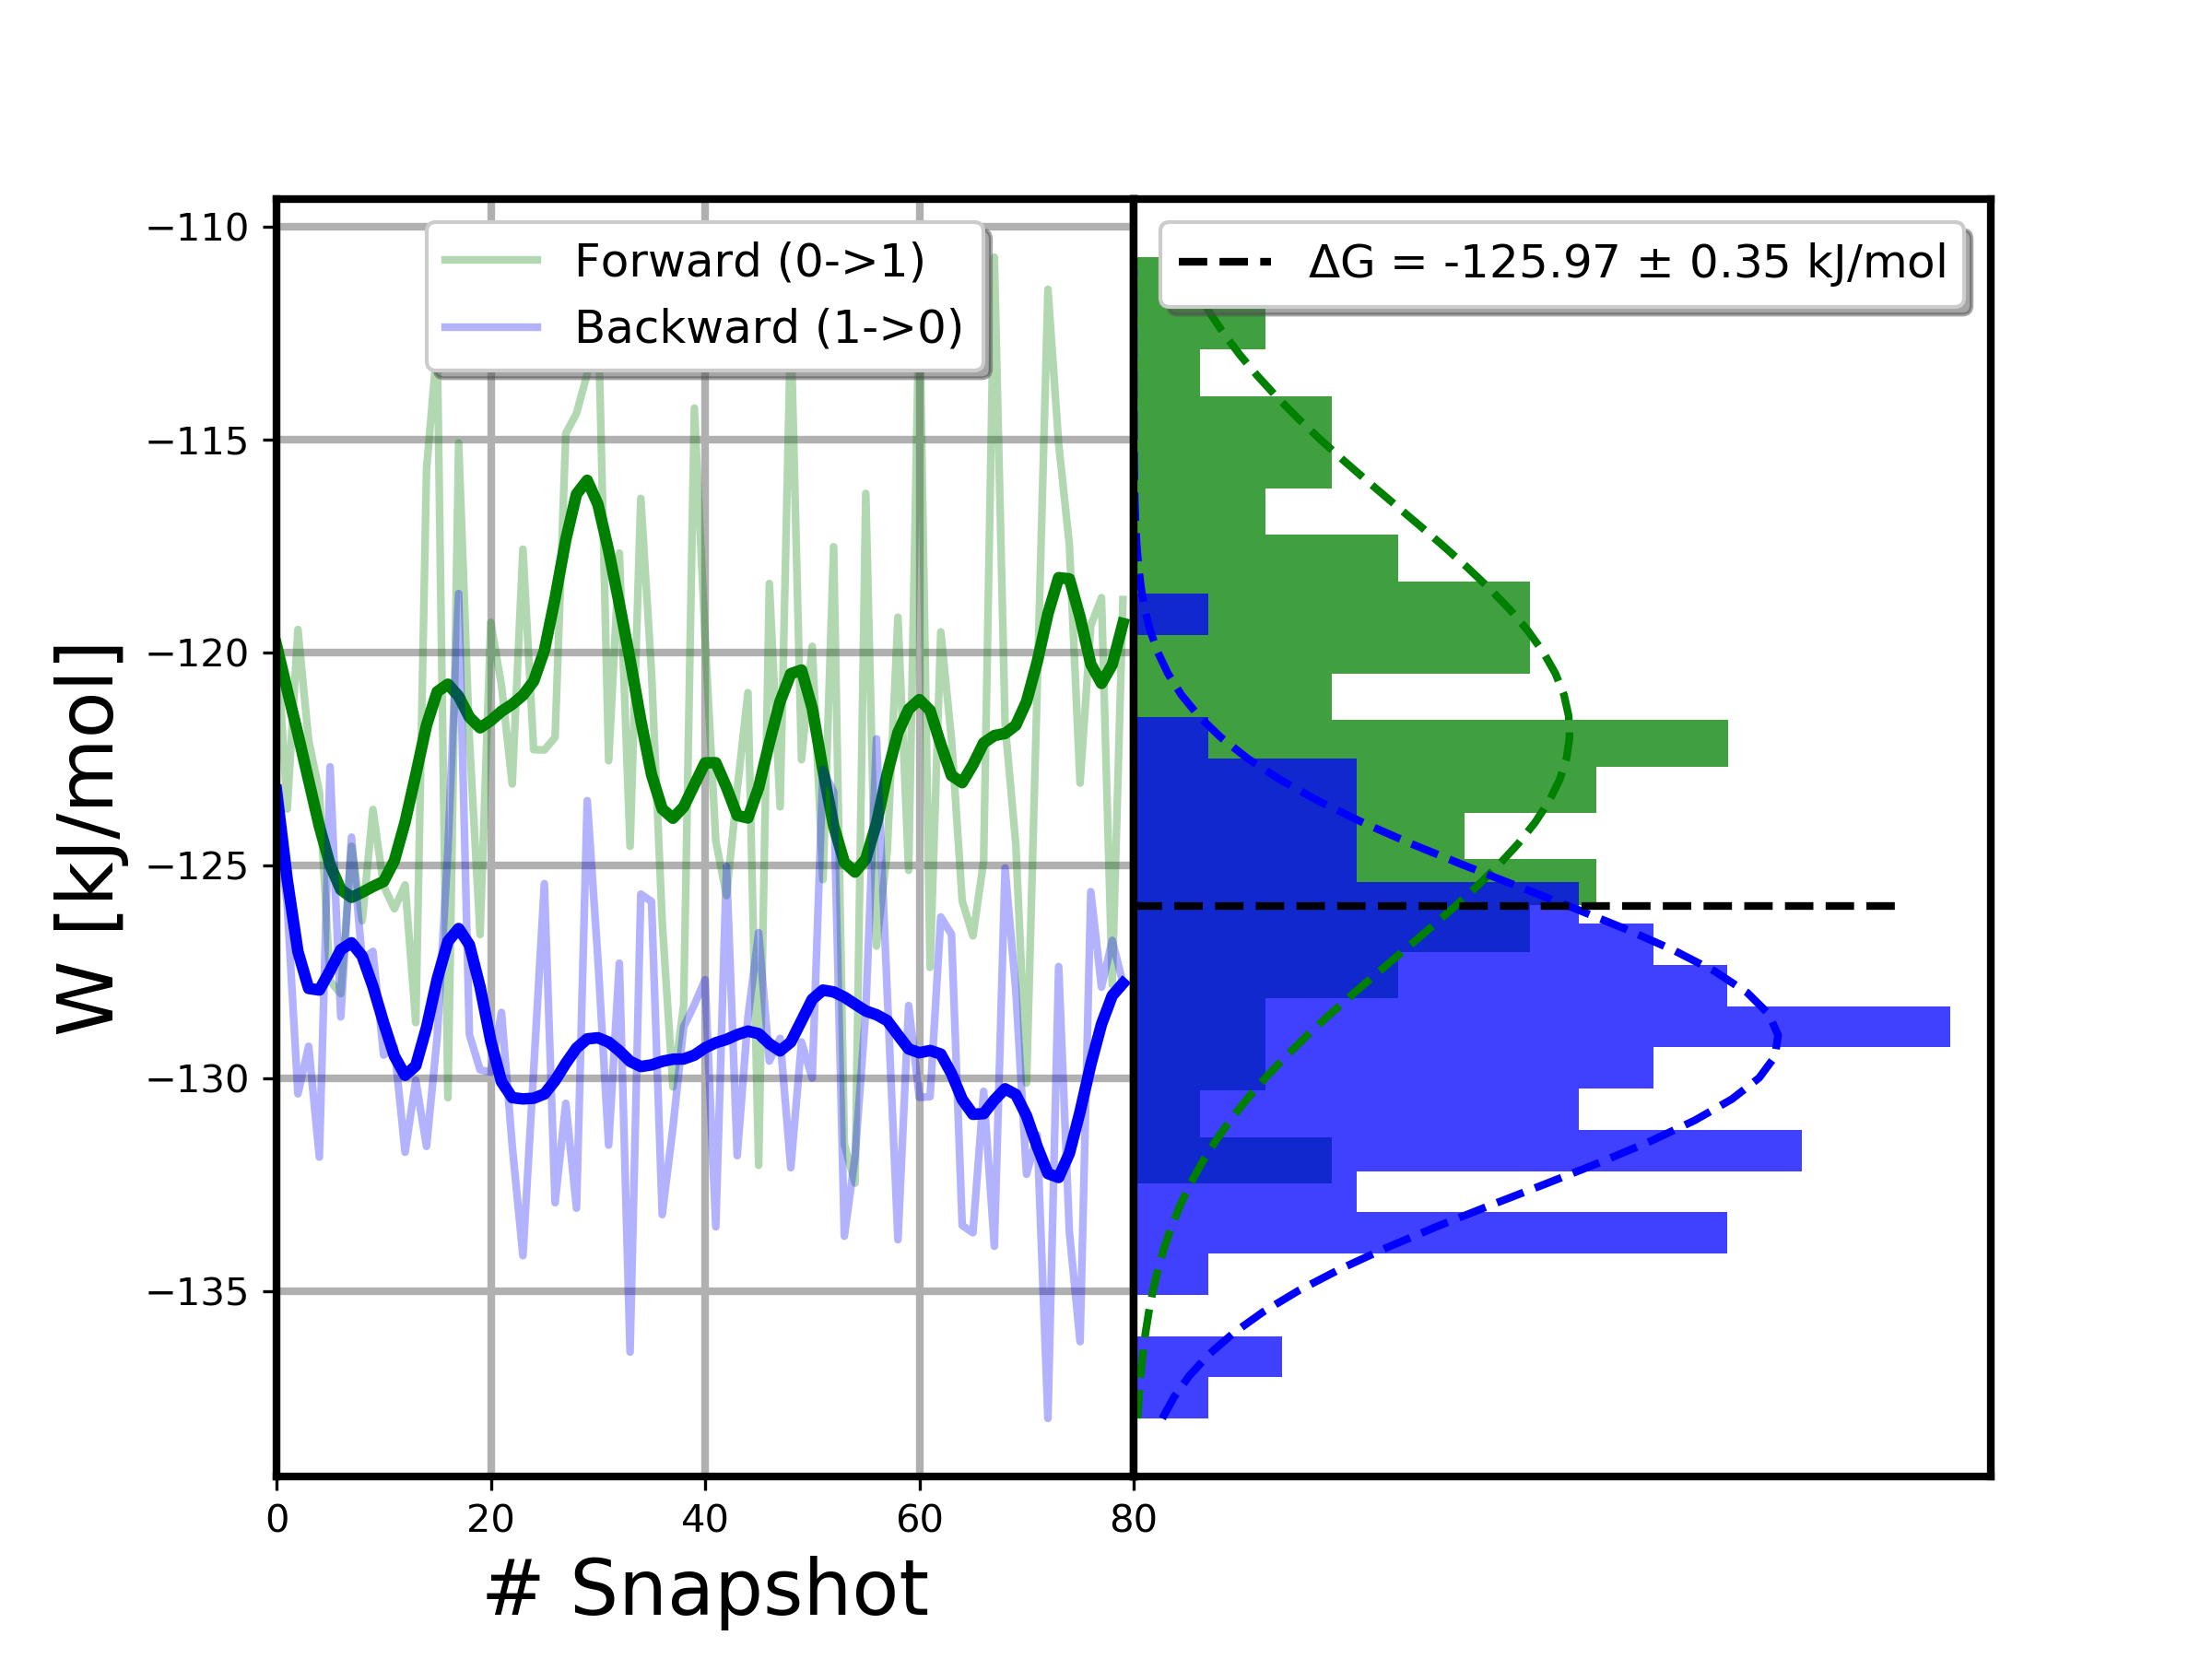 Forward (0->1)
Backward (1->0)
ΔG = -125.97 ± 0.35 kJ/mol
−110
−115
−120
−125
−130
−135
W [kJ/mol]
0 20 40 60 80
# Snapshot